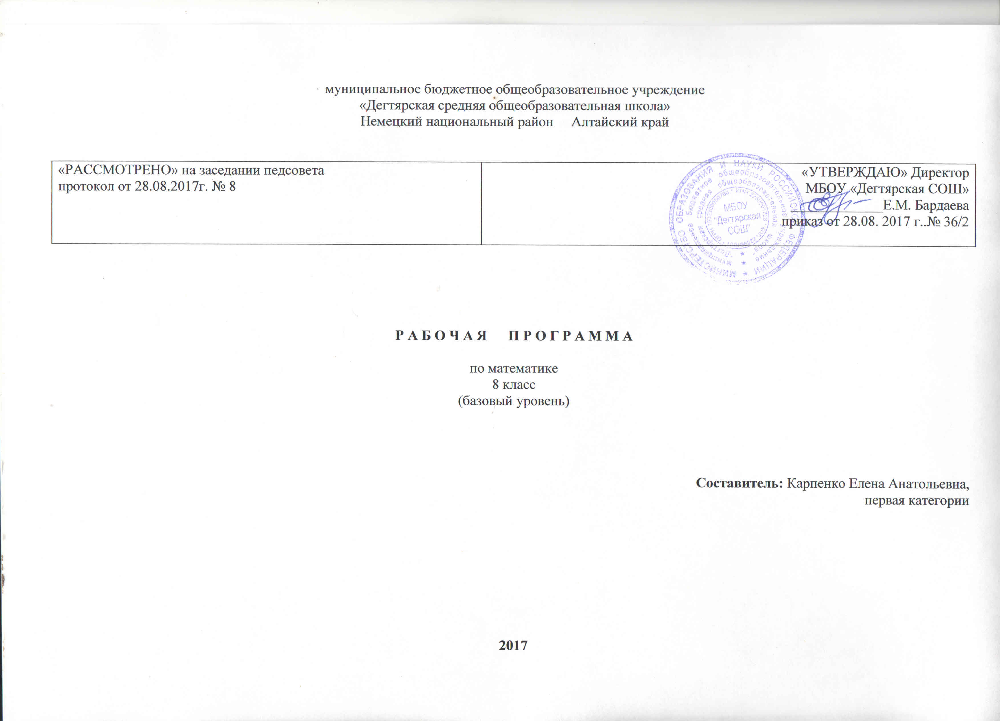 муниципальное бюджетное общеобразовательное учреждение
«Дегтярская средняя общеобразовательная школа»
Немецкий национальный район Алтайский край
«РАССМОТРЕНО» на заседании педсовета
протокол от 28.08.2017г. № 8
«УТВЕРЖДАЮ» Директор
МБОУ «Дегтярская СОШ»
Е.М. Бардаева
приказ от 28.08. 2017 г..№ 36/2
МИНИСТЕРСТВО ОБРАЗОВАНИЯ И НАУКИ РОССИЙСКОЙ ФЕДЕРАЦИИ
муниципальное бюджетное общеобразовательное учреждение
"Дегтярская средняя общеобразовательная школа"
МБОУ
"Дегтярская
СОШ"
Р А Б О Ч А Я П Р О Г Р А М М А
по математике
8 класс
(базовый уровень)
Составитель: Карпенко Елена Анатольевна,
первая категории
2017